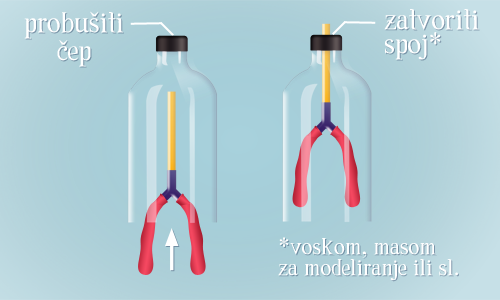 probušiti
čep
zatvoriti
spoj*
*voskom, masom
za modeliranje ili sl.